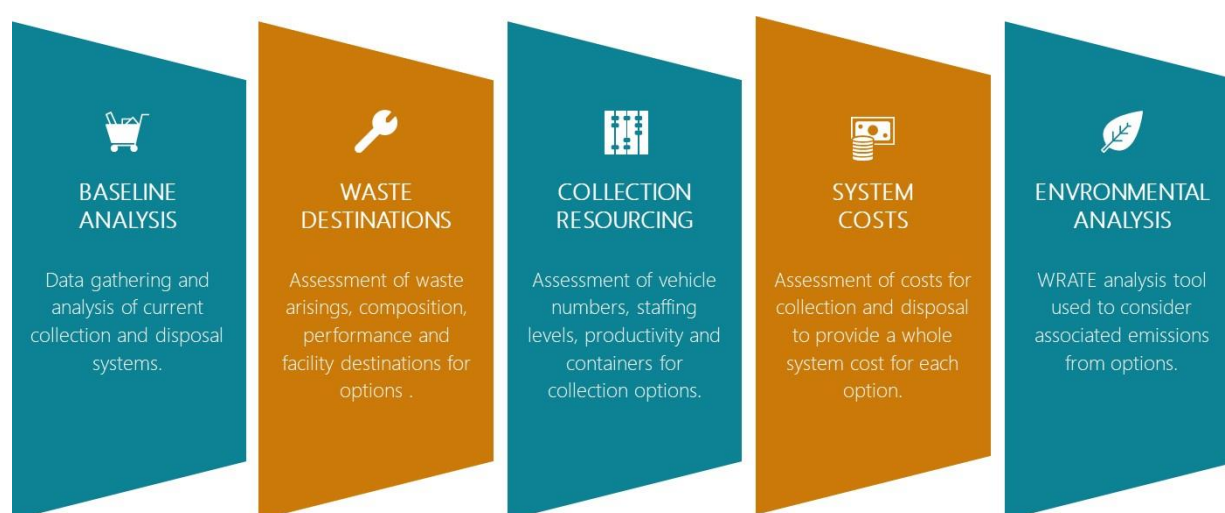 BASELINE
ANALYSIS
Data gathering and
analysis of current
collection and disposal
systems.
WASTE
DESTINATIONS
Assessment of waste
arisings, composition,
performance and
facility destinations for
options .
COLLECTION
RESOURCING
Assessment of vehicle
numbers, staffing
levels, productivity and
containers for
collection options.
SYSTEM
COSTS
Assessment of costs for
collection and disposal
to provide a whole
system cost for each
option.
ENVRONMENTAL
ANALYSIS
WRATE analysis tool
used to consider
associated emissions
from options.